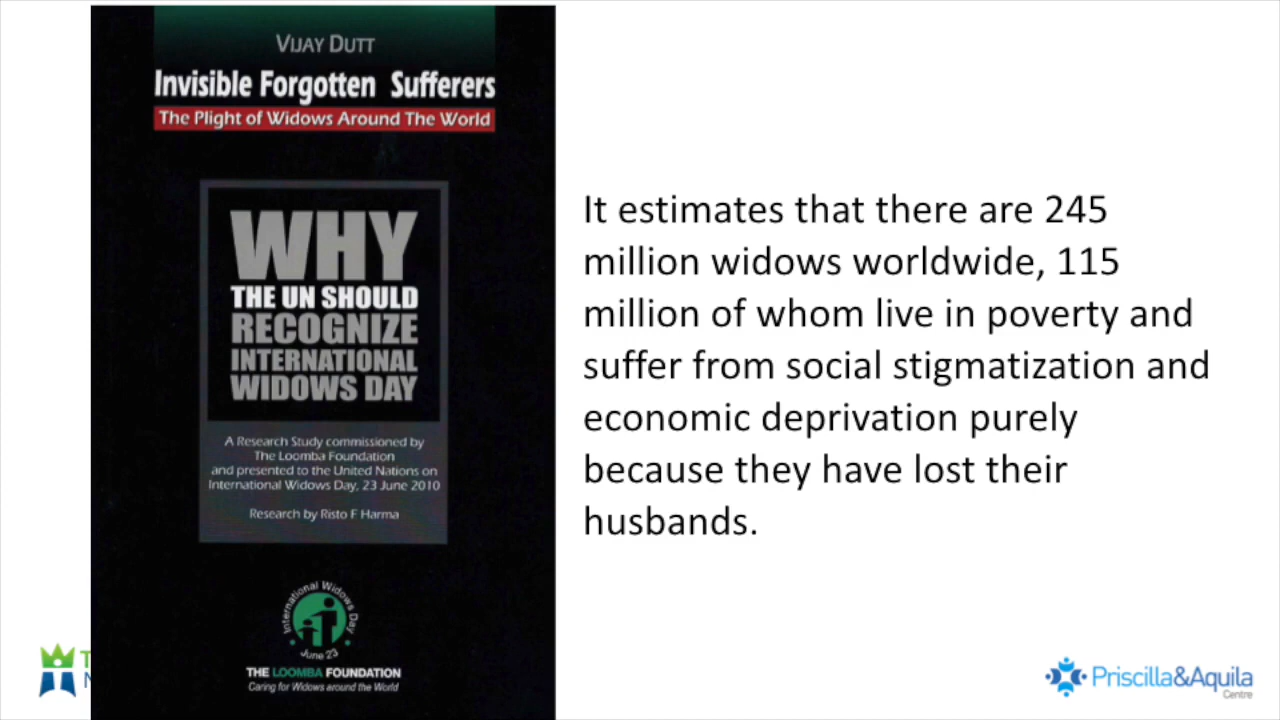 VIJAY DUTT
Invisible Forgotten Sufferers
The Plight of Widows Around The World
WHY
THE UN SHOULD
RECOGNIZE
INTERNATIONAL
WIDOWS DAY
A Research Study commissioned by
The Loomba Foundation
and presented to the United Nations on
International Widows Day, 23 June 2010
Research by Risto F Harma
International Widows Day
June 23
THE LOOMBA FOUNDATION
Caring for Widows around the World
It estimates that there are 245
million widows worldwide, 115
million of whom live in poverty and
suffer from social stigmatization and
economic deprivation purely
because they have lost their
husbands.
Priscilla&Aquila
Centre